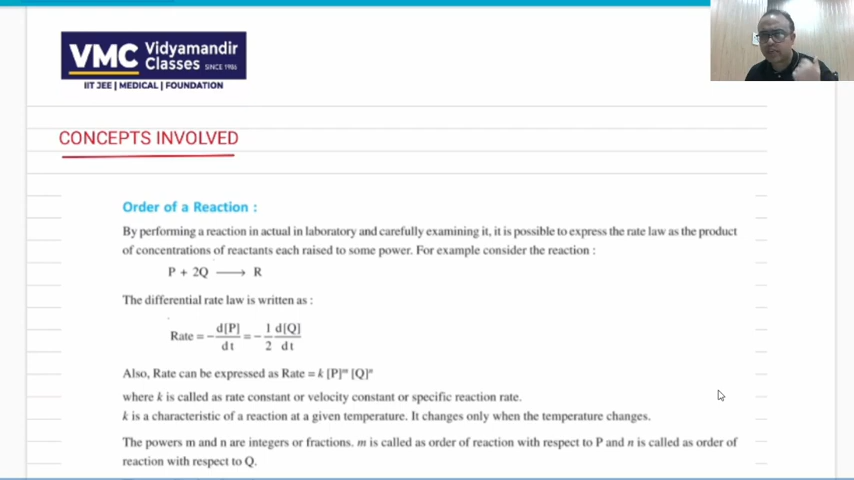 VMC Vidyamandir
Classes SINCE 1986
IIT JEE | MEDICAL | FOUNDATION
CONCEPTS INVOLVED
Order of a Reaction :
By performing a reaction in actual in laboratory and carefully examining it, it is possible to express the rate law as the product
of concentrations of reactants each raised to some power. For example consider the reaction :
P + 2Q ⟶ R
The differential rate law is written as :
Rate = - d[P]/dt = - 1/2 d[Q]/dt
Also, Rate can be expressed as Rate = k [P]ᵐ [Q]ⁿ
where k is called as rate constant or velocity constant or specific reaction rate.
k is a characteristic of a reaction at a given temperature. It changes only when the temperature changes.
The powers m and n are integers or fractions. m is called as order of reaction with respect to P and n is called as order of
reaction with respect to Q.